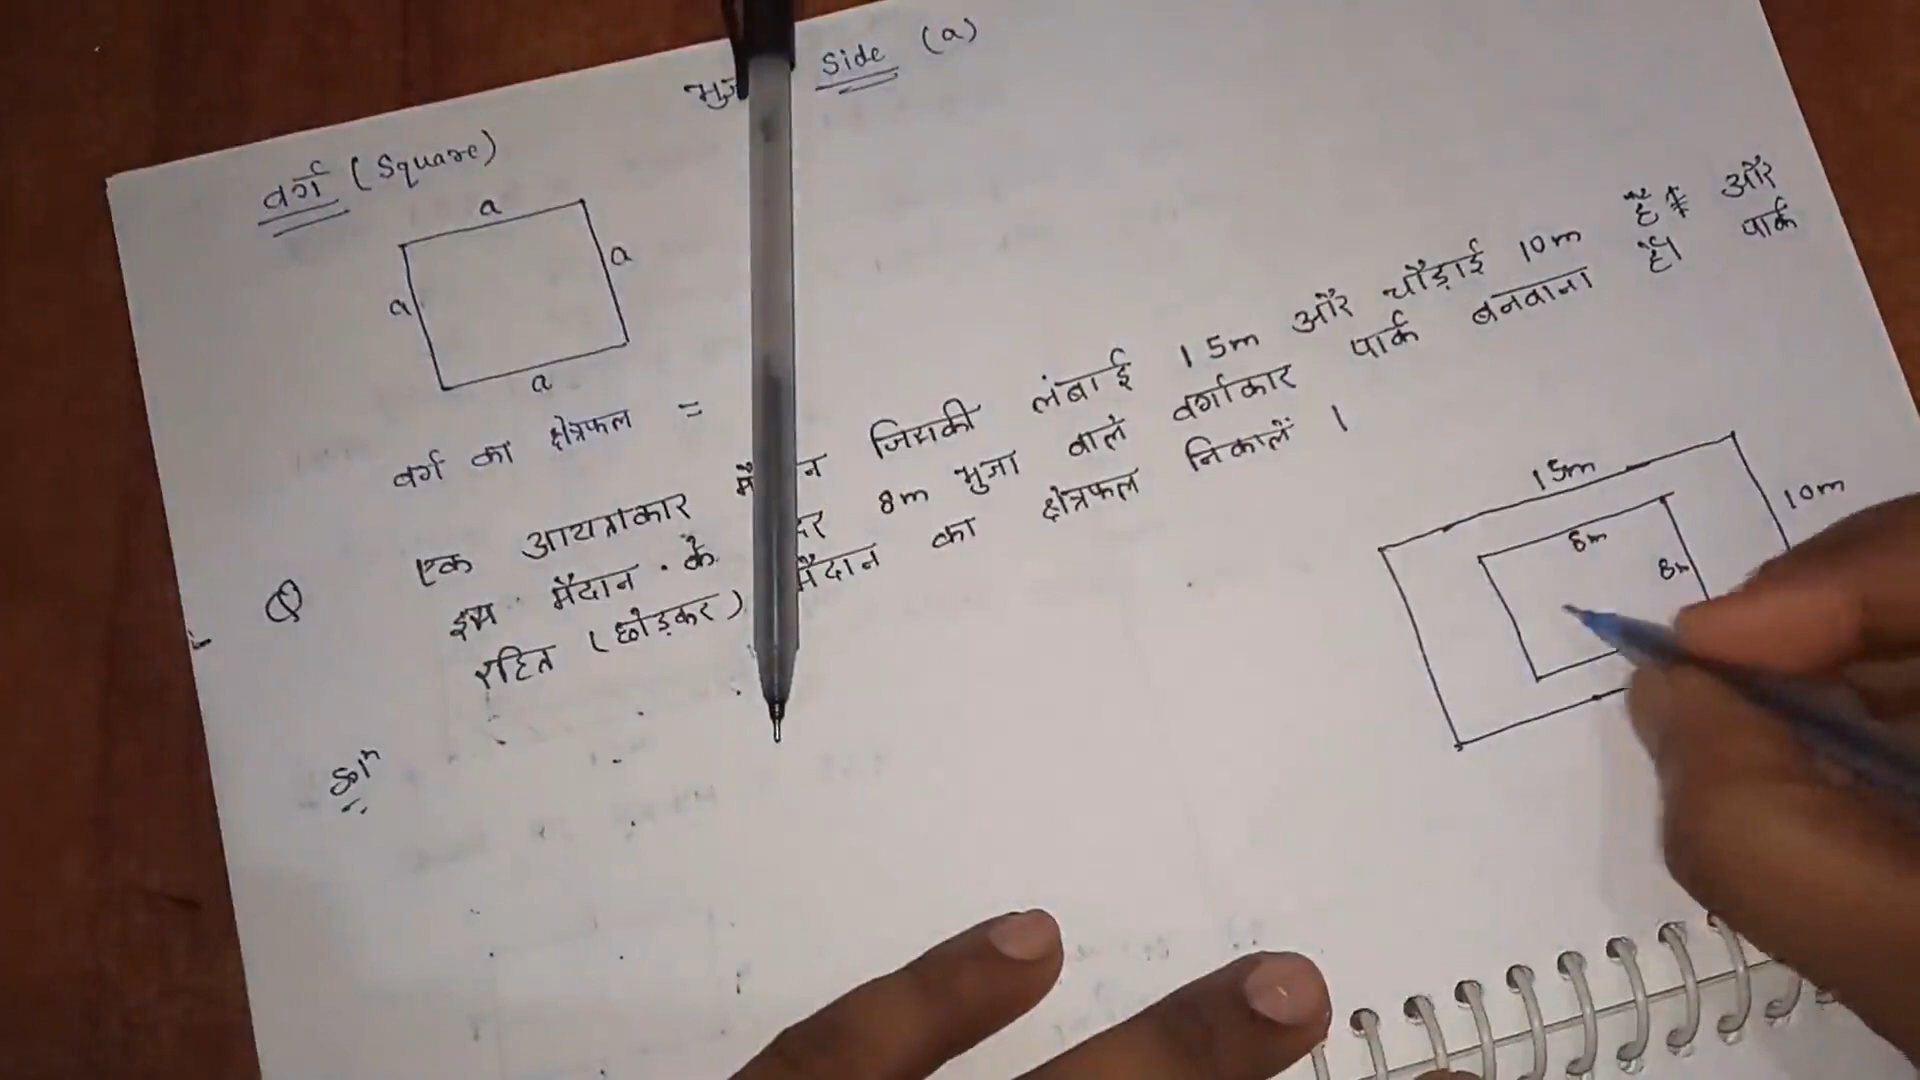 Side (a)
वर्ग (Square)
a
a
a
a
वर्ग का क्षेत्रफल =
Q एक आयताकार जिसकी लंबाई 15m और चौड़ाई 10m है और
इस मैदान के 8m भुजा वाले वर्गाकार पार्क बनवाना है। पार्क
रहित (छोड़कर) मैदान का क्षेत्रफल निकालें ।
15m
10m
8m
8m
Solⁿ